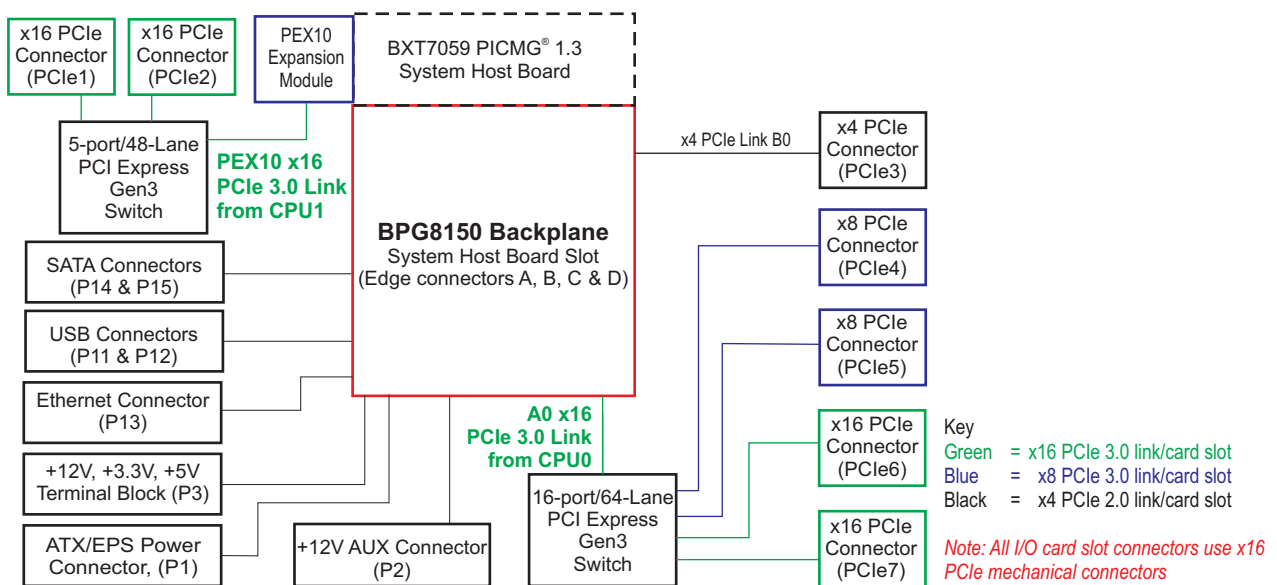 x16 PCIe
Connector
(PCIe1)
x16 PCIe
Connector
(PCIe2)
PEX10
Expansion
Module
BXT7059 PICMG® 1.3
System Host Board
5-port/48-Lane
PCI Express
Gen3
Switch
PEX10 x16
PCIe 3.0 Link
from CPU1
x4 PCIe Link B0
x4 PCIe
Connector
(PCIe3)
BPG8150 Backplane
System Host Board Slot
(Edge connectors A, B, C & D)
x8 PCIe
Connector
(PCIe4)
SATA Connectors
(P14 & P15)
USB Connectors
(P11 & P12)
x8 PCIe
Connector
(PCIe5)
Ethernet Connector
(P13)
A0 x16
PCIe 3.0 Link
from CPU0
x16 PCIe
Connector
(PCIe6)
Key
Green = x16 PCIe 3.0 link/card slot
Blue = x8 PCIe 3.0 link/card slot
Black = x4 PCIe 2.0 link/card slot
+12V, +3.3V, +5V
Terminal Block (P3)
16-port/64-Lane
PCI Express
Gen3
Switch
ATX/EPS Power
Connector, (P1)
+12V AUX Connector
(P2)
x16 PCIe
Connector
(PCIe7)
Note: All I/O card slot connectors use x16
PCIe mechanical connectors